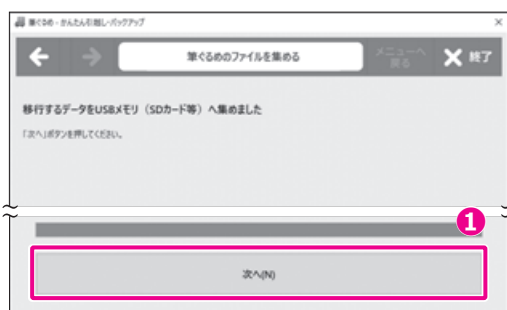 筆ぐるめ - かんたん引越し・バックアップ
筆ぐるめのファイルを集める
メニューへ
戻る
終了
移行するデータをUSBメモリ（SDカード等）へ集めました
「次へ」ボタンを押してください。
1
次へ(N)